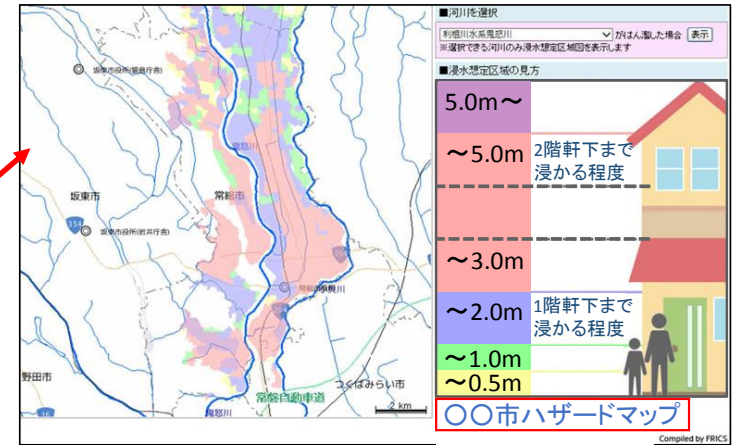 坂東市役所(猿島庁舎)
鬼怒川
坂東市
常総市
354
坂東市役所(岩井庁舎)
野田市
つくばみらい市
常磐自動車道
2 km
16
鬼怒川
■河川を選択
利根川水系鬼怒川
がはん濫した場合
表示
※選択できる河川のみ浸水想定区域図を表示します
■浸水想定区域の見方
5.0m～
～5.0m
2階軒下まで
浸かる程度
～3.0m
～2.0m
1階軒下まで
浸かる程度
～1.0m
～0.5m
〇〇市ハザードマップ
Compiled by FRICS